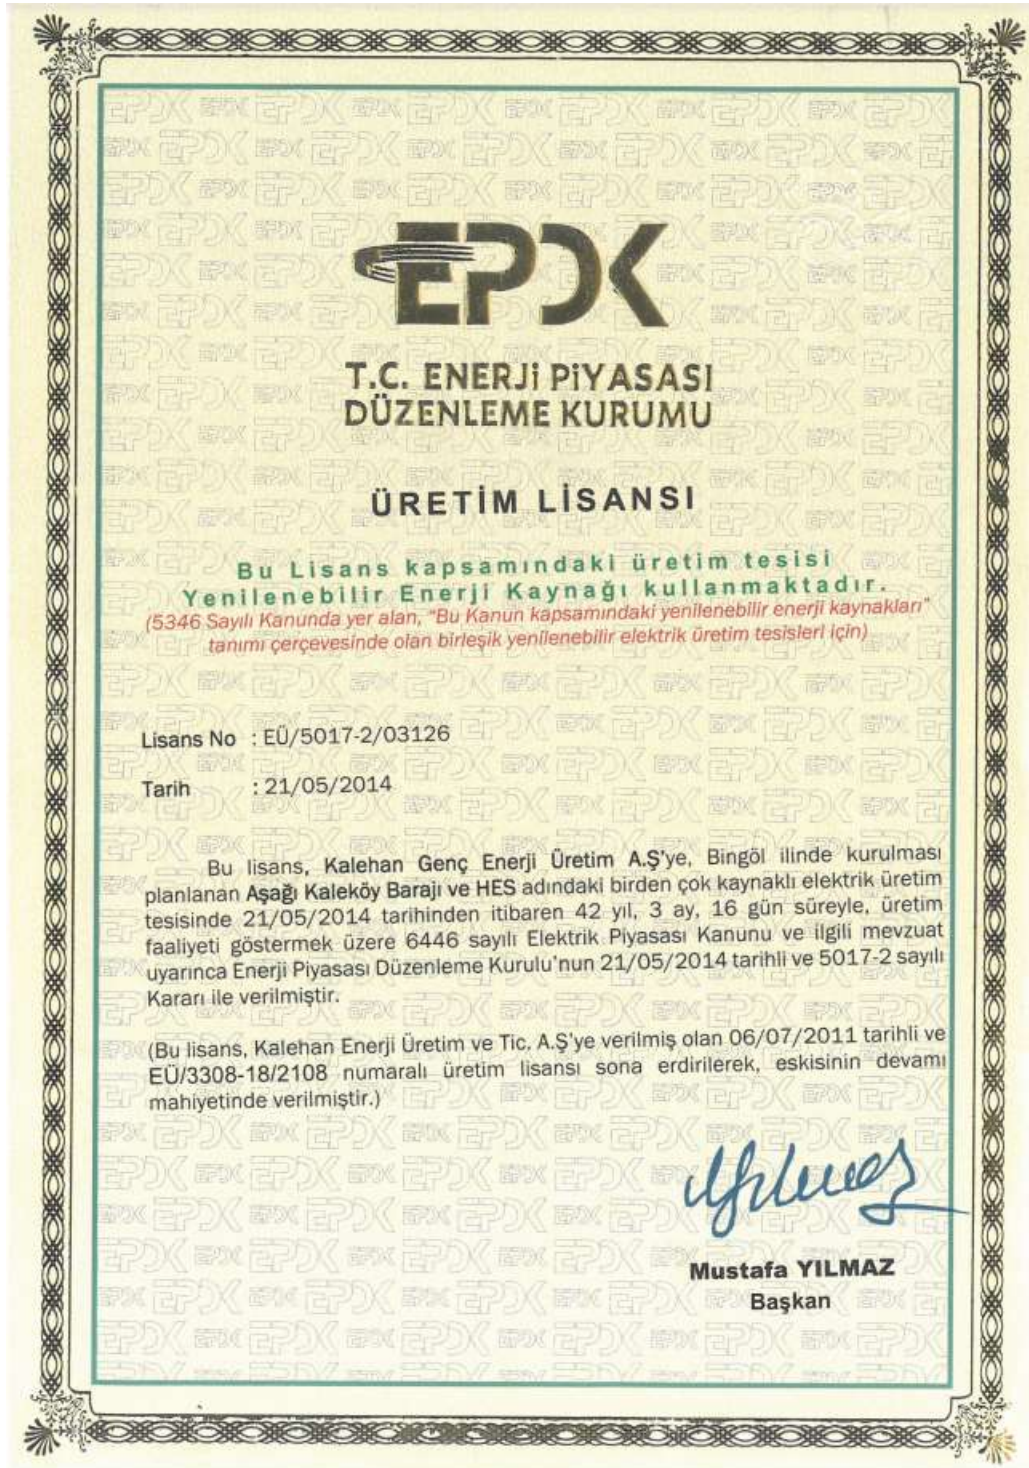 EPDK
T.C. ENERJİ PİYASASI
DÜZENLEME KURUMU
ÜRETİM LİSANSI
Bu Lisans kapsamındaki üretim tesisi
Yenilenebilir Enerji Kaynağı kullanmaktadır.
(5346 Sayılı Kanunda yer alan, "Bu Kanun kapsamındaki yenilenebilir enerji kaynakları"
tanımı çerçevesinde olan birleşik yenilenebilir elektrik üretim tesisleri için)
Lisans No : EÜ/5017-2/03126
Tarih : 21/05/2014
Bu lisans, Kalehan Genç Enerji Üretim A.Ş'ye, Bingöl ilinde kurulması
planlanan Aşağı Kaleköy Barajı ve HES adındaki birden çok kaynaklı elektrik üretim
tesisinde 21/05/2014 tarihinden itibaren 42 yıl, 3 ay, 16 gün süreyle, üretim
faaliyeti göstermek üzere 6446 sayılı Elektrik Piyasası Kanunu ve ilgili mevzuat
uyarınca Enerji Piyasası Düzenleme Kurulu'nun 21/05/2014 tarihli ve 5017-2 sayılı
Kararı ile verilmiştir.
(Bu lisans, Kalehan Enerji Üretim ve Tic. A.Ş'ye verilmiş olan 06/07/2011 tarihli ve
EÜ/3308-18/2108 numaralı üretim lisansı sona erdirilerek, eskisinin devamı
mahiyetinde verilmiştir.)
Mustafa YILMAZ
Başkan